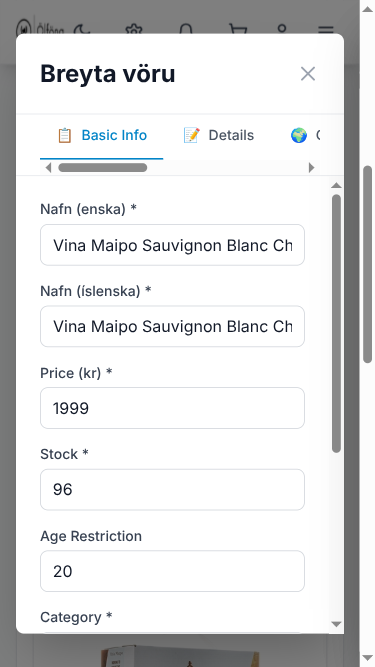 Ölföng
Breyta vöru
Basic Info
Details
Nafn (enska) *
Vina Maipo Sauvignon Blanc Ch
Nafn (íslenska) *
Vina Maipo Sauvignon Blanc Ch
Price (kr) *
1999
Stock *
96
Age Restriction
20
Category *